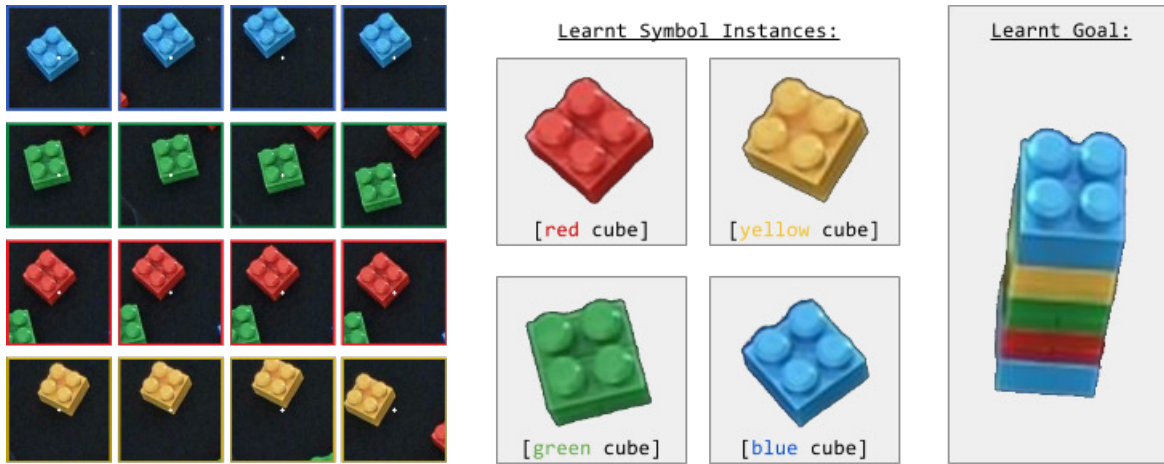 Learnt Symbol Instances:
Learnt Goal:
[red cube]
[yellow cube]
[green cube]
[blue cube]